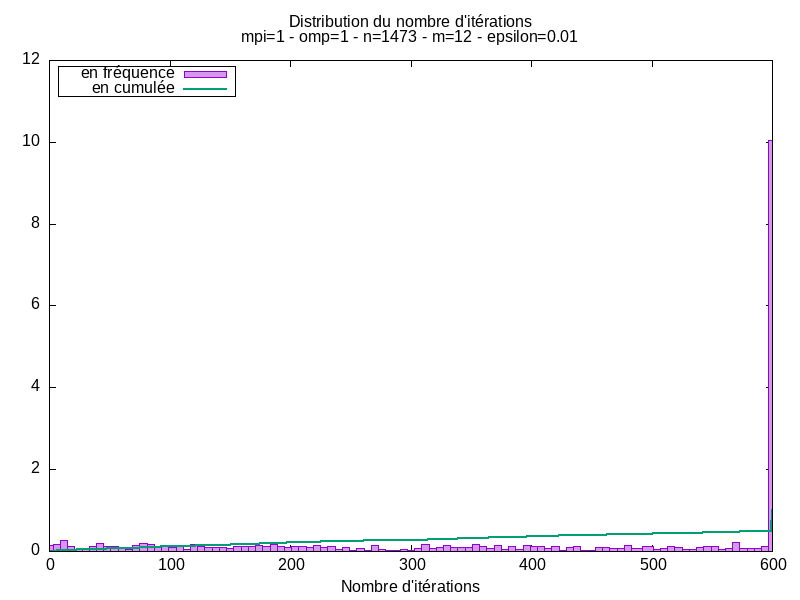 Distribution du nombre d'itérations
mpi=1 - omp=1 - n=1473 - m=12 - epsilon=0.01
12
en fréquence
en cumulée
10
8
6
4
2
0
0 100 200 300 400 500 600
Nombre d'itérations